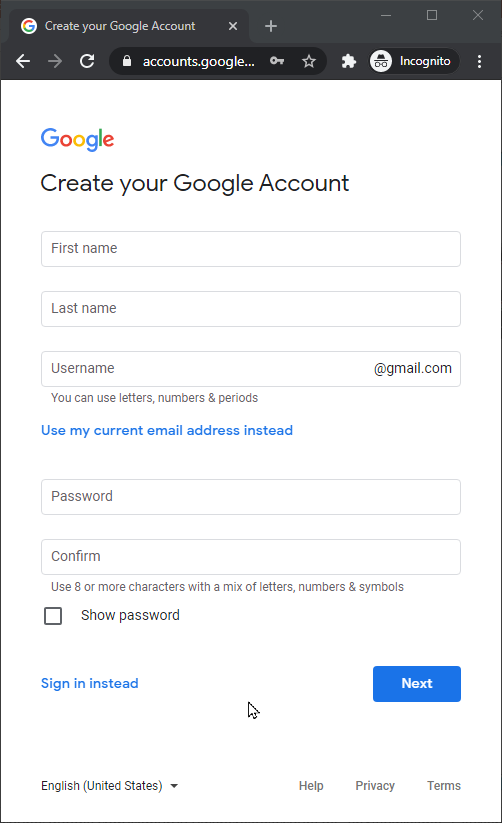 Create your Google Account
accounts.google...
Incognito
Google
Create your Google Account
First name
Last name
Username @gmail.com
You can use letters, numbers & periods
Use my current email address instead
Password
Confirm
Use 8 or more characters with a mix of letters, numbers & symbols
Show password
Sign in instead Next
English (United States) Help Privacy Terms